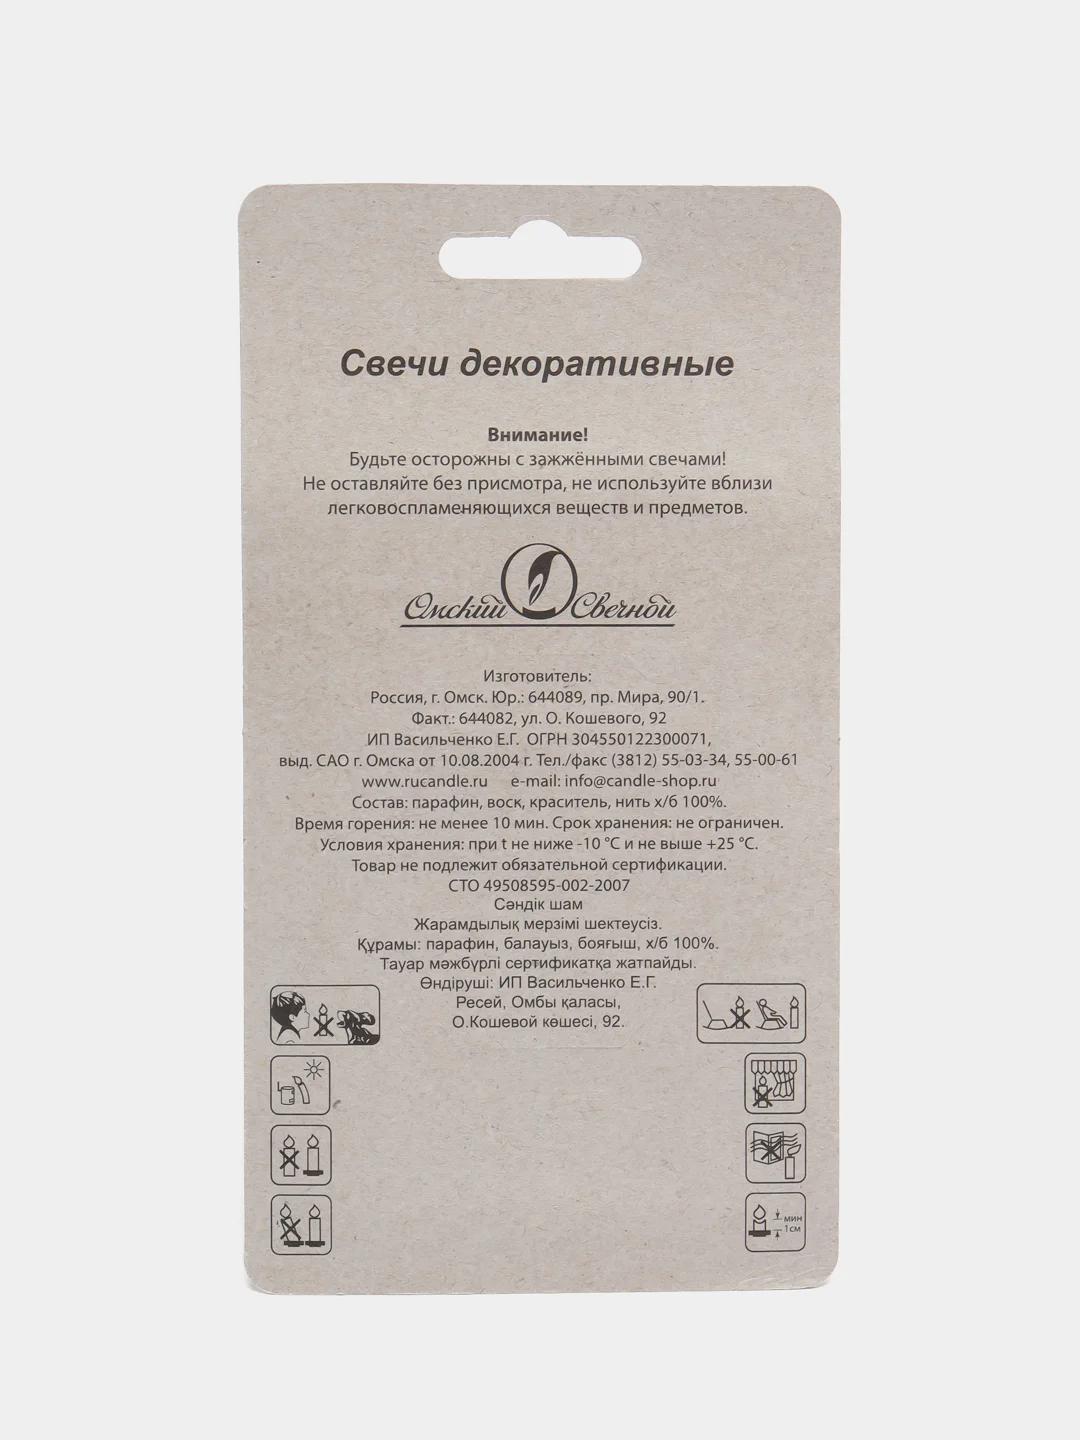 Свечи декоративные
Внимание!
Будьте осторожны с зажжёнными свечами!
Не оставляйте без присмотра, не используйте вблизи
легковоспламеняющихся веществ и предметов.
Омский Свечной
Изготовитель:
Россия, г. Омск. Юр.: 644089, пр. Мира, 90/1.
Факт.: 644082, ул. О. Кошевого, 92
ИП Васильченко Е.Г. ОГРН 304550122300071,
выд. САО г. Омска от 10.08.2004 г. Тел./факс (3812) 55-03-34, 55-00-61
www.rucandle.ru e-mail: info@candle-shop.ru
Состав: парафин, воск, краситель, нить х/б 100%.
Время горения: не менее 10 мин. Срок хранения: не ограничен.
Условия хранения: при t не ниже -10 °C и не выше +25 °C.
Товар не подлежит обязательной сертификации.
СТО 49508595-002-2007
Сәндік шам
Жарамдылық мерзімі шектеусіз.
Құрамы: парафин, балауыз, бояғыш, х/б 100%.
Тауар мәжбүрлі сертификатқа жатпайды.
Өндіруші: ИП Васильченко Е.Г.
Ресей, Омбы қаласы,
О.Кошевой көшесі, 92.
мин
1см